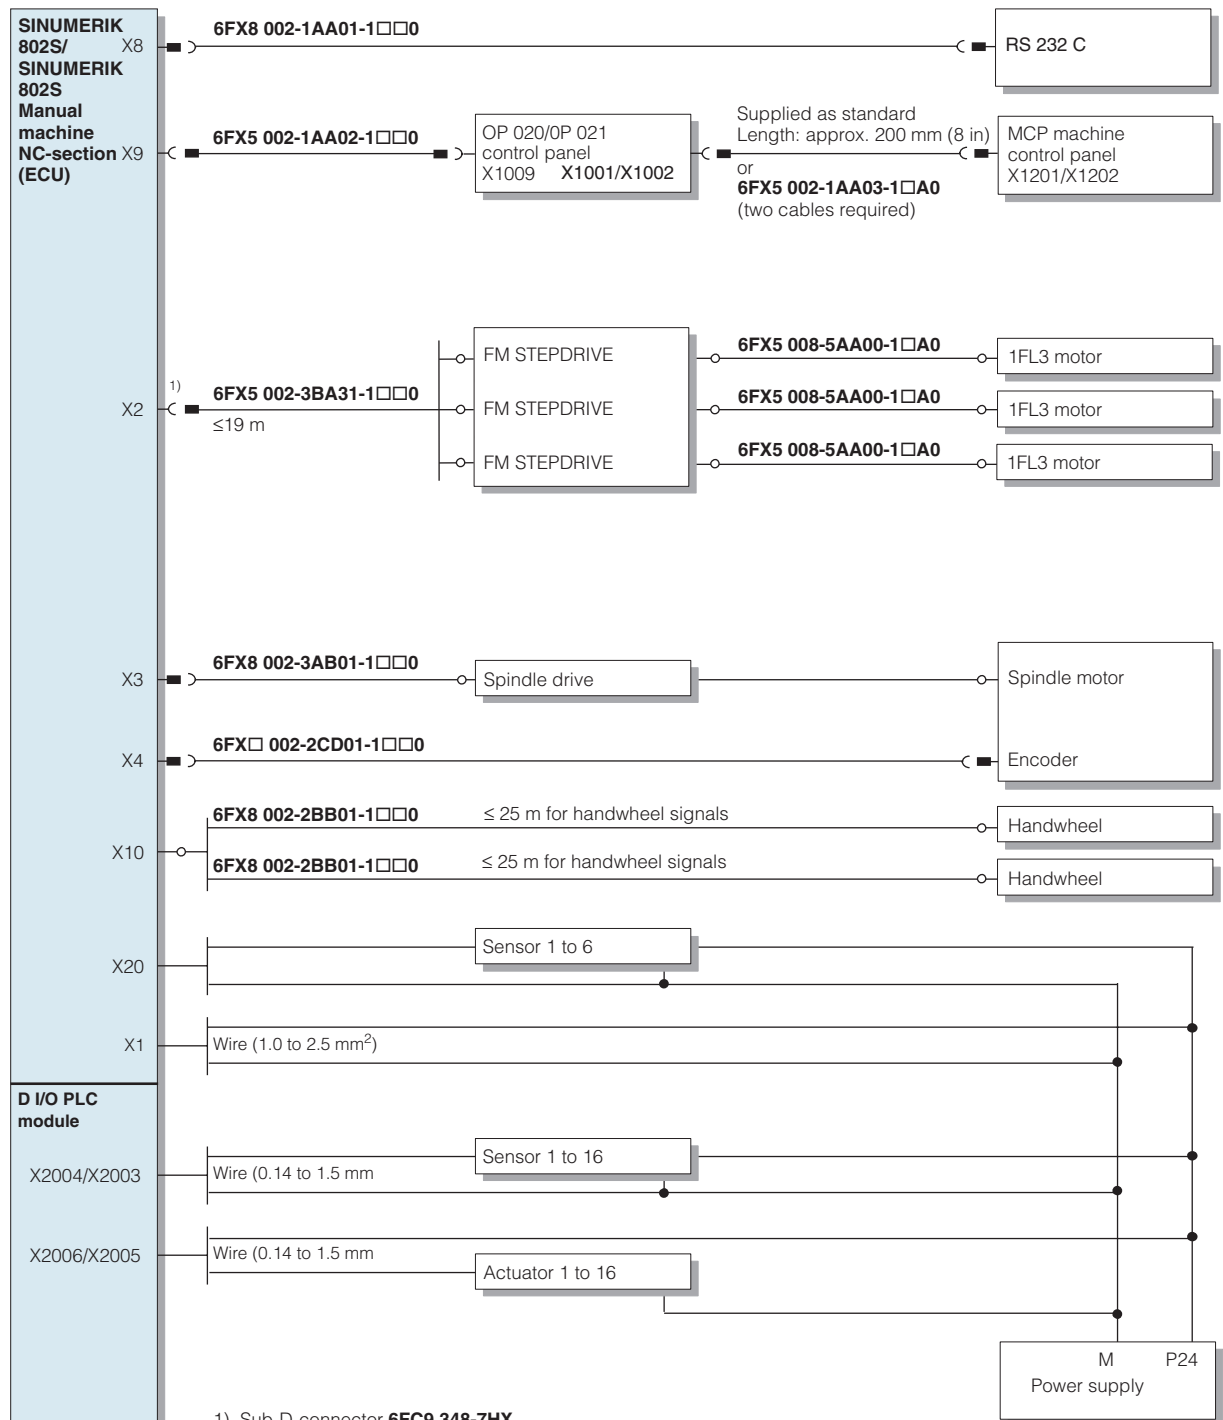 SINUMERIK
802S/
SINUMERIK
802S
Manual
machine
NC-section
(ECU)
X8
6FX8 002-1AA01-1☐☐0
RS 232 C
X9
6FX5 002-1AA02-1☐☐0
OP 020/0P 021
control panel
X1009 X1001/X1002
Supplied as standard
Length: approx. 200 mm (8 in)
or
6FX5 002-1AA03-1☐A0
(two cables required)
MCP machine
control panel
X1201/X1202
X2
1)
6FX5 002-3BA31-1☐☐0
≤19 m
FM STEPDRIVE
6FX5 008-5AA00-1☐A0
1FL3 motor
FM STEPDRIVE
6FX5 008-5AA00-1☐A0
1FL3 motor
FM STEPDRIVE
6FX5 008-5AA00-1☐A0
1FL3 motor
X3
6FX8 002-3AB01-1☐☐0
Spindle drive
Spindle motor
X4
6FX☐ 002-2CD01-1☐☐0
Encoder
X10
6FX8 002-2BB01-1☐☐0
≤ 25 m for handwheel signals
Handwheel
6FX8 002-2BB01-1☐☐0
≤ 25 m for handwheel signals
Handwheel
X20
Sensor 1 to 6
X1
Wire (1.0 to 2.5 mm²)
D I/O PLC
module
X2004/X2003
Wire (0.14 to 1.5 mm
Sensor 1 to 16
X2006/X2005
Wire (0.14 to 1.5 mm
Actuator 1 to 16
M P24
Power supply
1) Sub-D-connector 6FC9 348-7HX